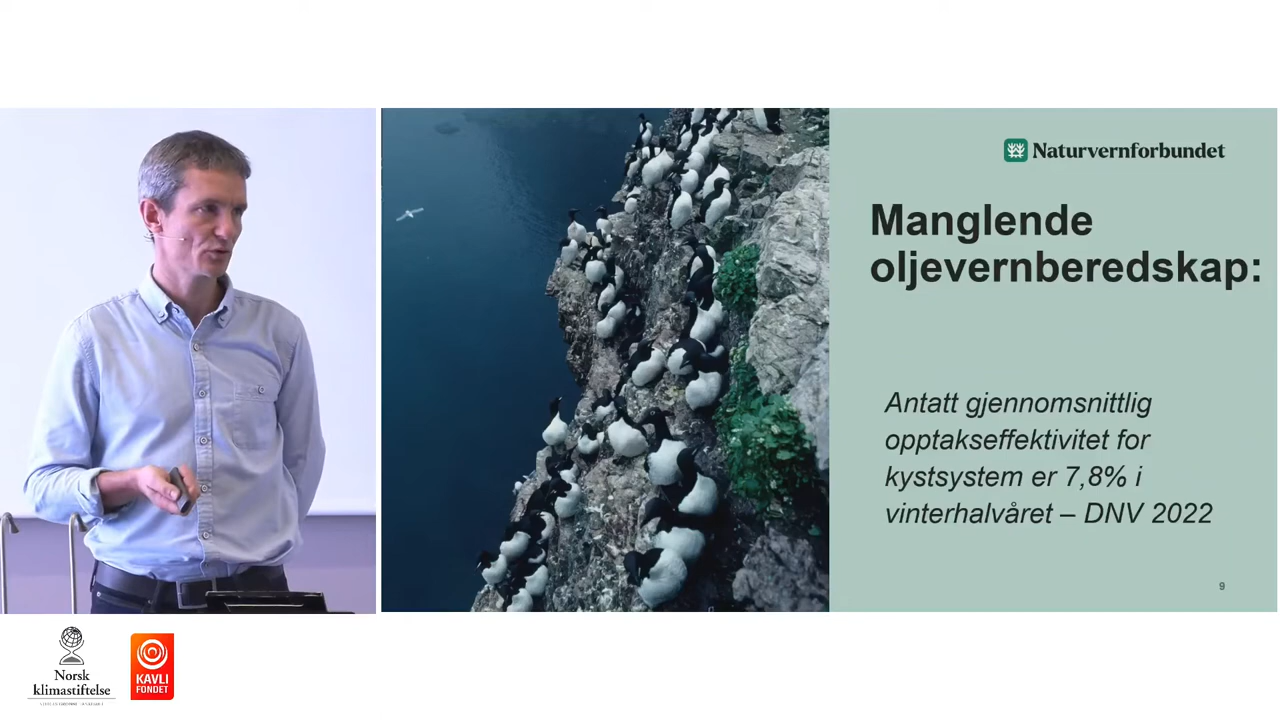 Naturvernforbundet
Manglende
oljevernberedskap:
Antatt gjennomsnittlig
opptakseffektivitet for
kystsystem er 7,8% i
vinterhalvåret – DNV 2022
9
Norsk
klimastiftelse
KAVLI
FONDET